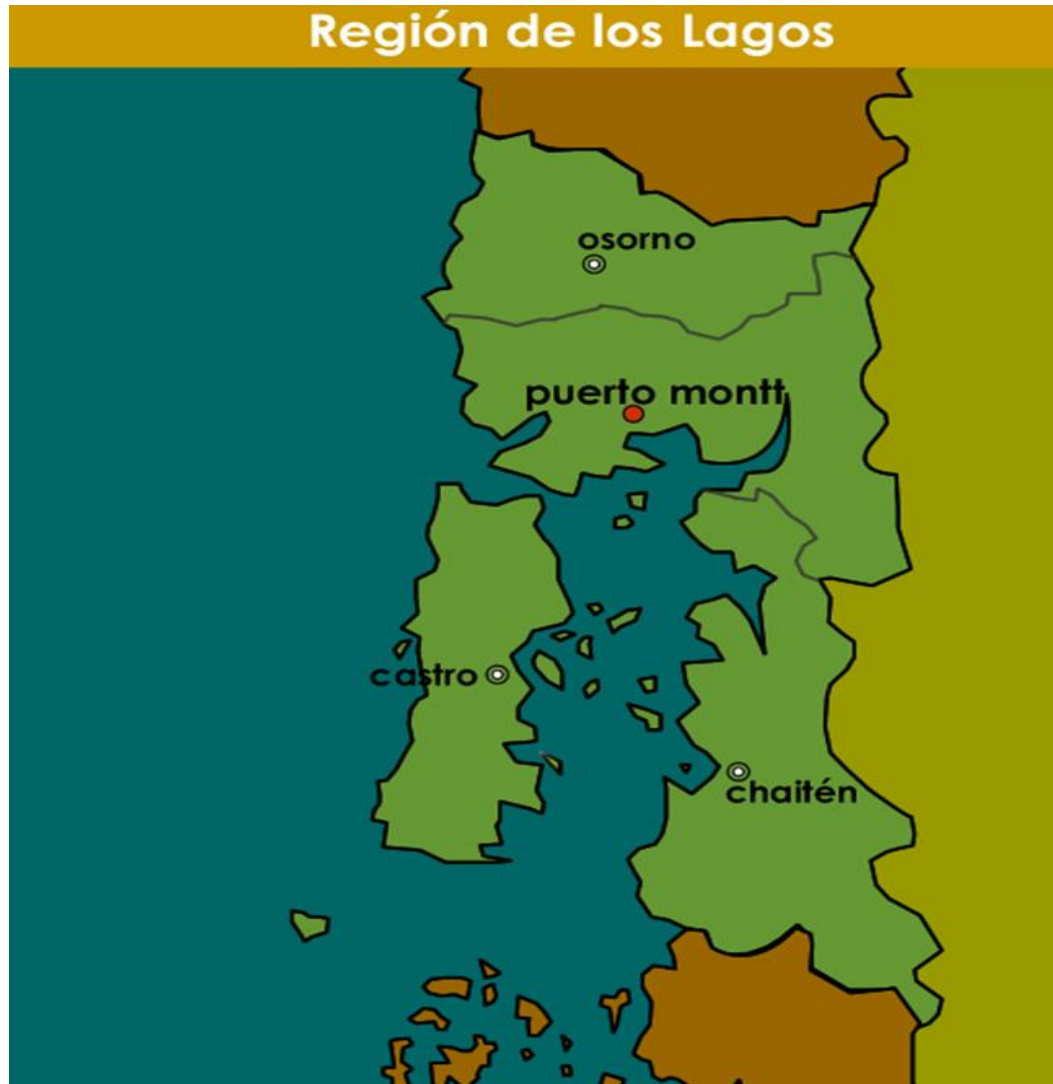 Región de los Lagos
osorno
puerto montt
castro
chaitén